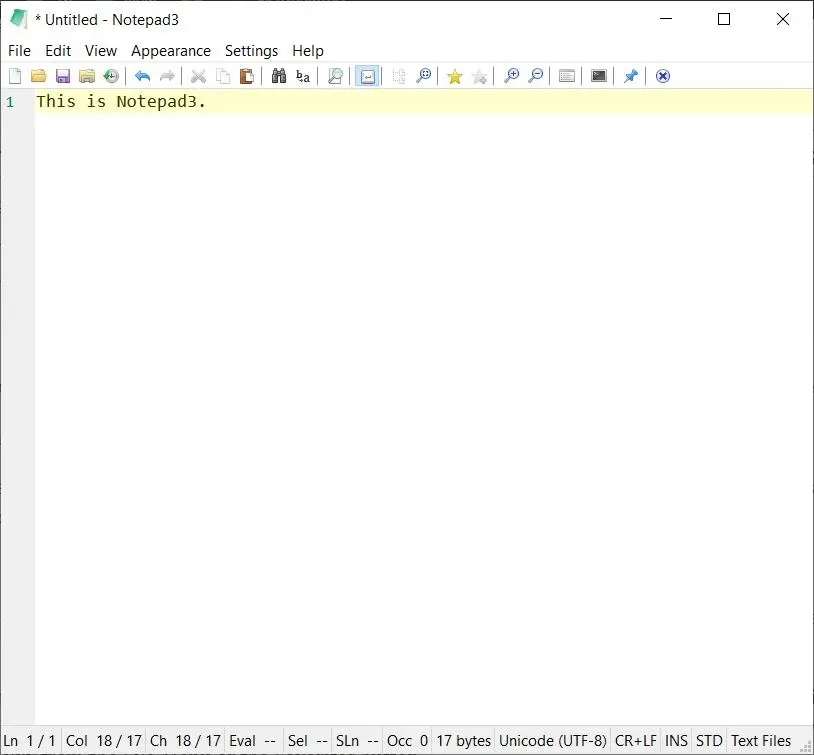 * Untitled - Notepad3
File Edit View Appearance Settings Help
1 This is Notepad3.
Ln 1 / 1 Col 18 / 17 Ch 18 / 17 Eval -- Sel -- SLn -- Occ 0 17 bytes Unicode (UTF-8) CR+LF INS STD Text Files